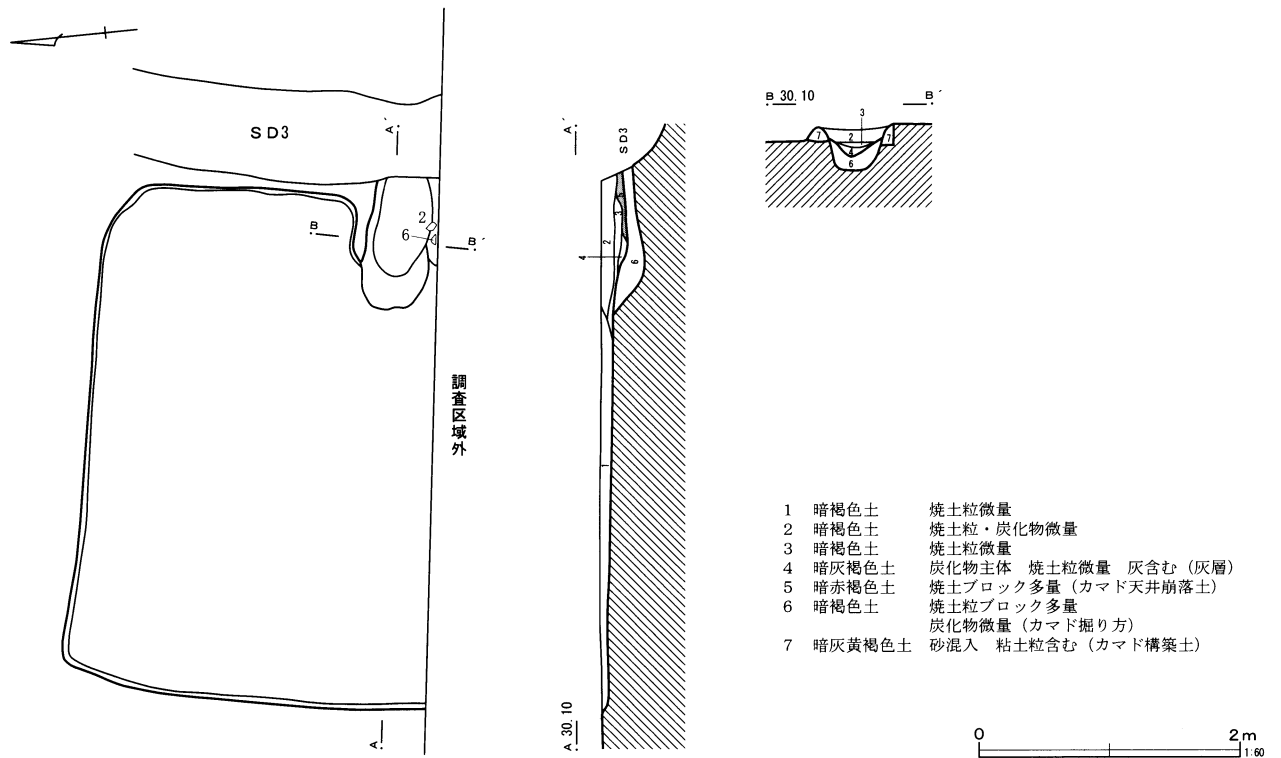 SD3
A´
B
2
6
B´
調査区域外
A
A´
SD3
3
2
4
6
1
A 30.10
B 30.10
B´
3
7
2
7
4
6
1 暗褐色土 焼土粒微量
2 暗褐色土 焼土粒・炭化物微量
3 暗褐色土 焼土粒微量
4 暗灰褐色土 炭化物主体 焼土粒微量 灰含む（灰層）
5 暗赤褐色土 焼土ブロック多量（カマド天井崩落土）
6 暗褐色土 焼土粒ブロック多量
炭化物微量（カマド掘り方）
7 暗灰黄褐色土 砂混入 粘土粒含む（カマド構築土）
0 2m
1:60